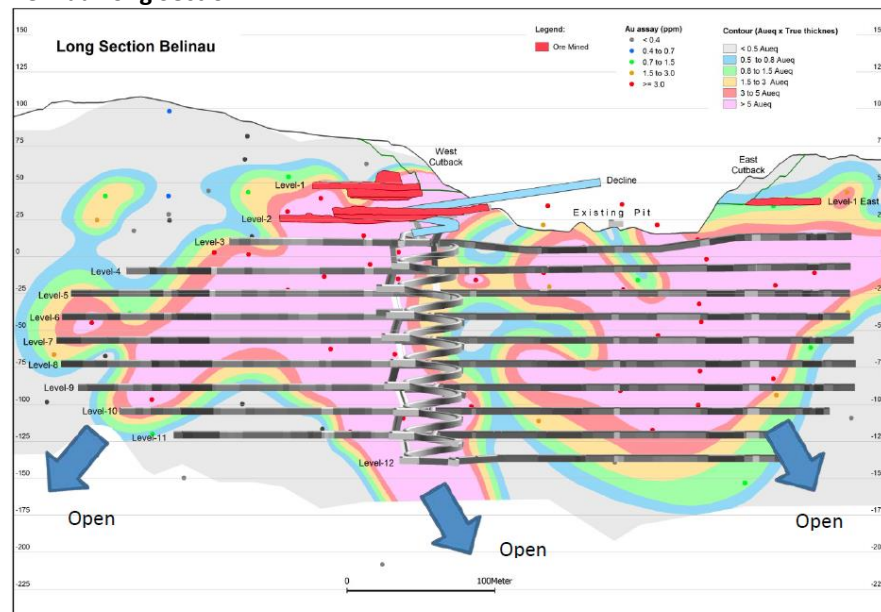 Long Section Belinau
Legend:
Ore Mined
Au assay (ppm)
< 0.4
0.4 to 0.7
0.7 to 1.5
1.5 to 3.0
>= 3.0
Contour (Aueq x True thicknes)
< 0.5 Aueq
0.5 to 0.8 Aueq
0.8 to 1.5 Aueq
1.5 to 3 Aueq
3 to 5 Aueq
> 5 Aueq
150
125
100
75
50
25
0
-25
-50
-75
-100
-125
-150
-175
-200
-225
West
Cutback
East
Cutback
Decline
Existing Pit
Level-1
Level-2
Level-1 East
Level-3
Level-4
Level-5
Level-6
Level-7
Level-8
Level-9
Level-10
Level-11
Level-12
Open
Open
Open
0 100Meter